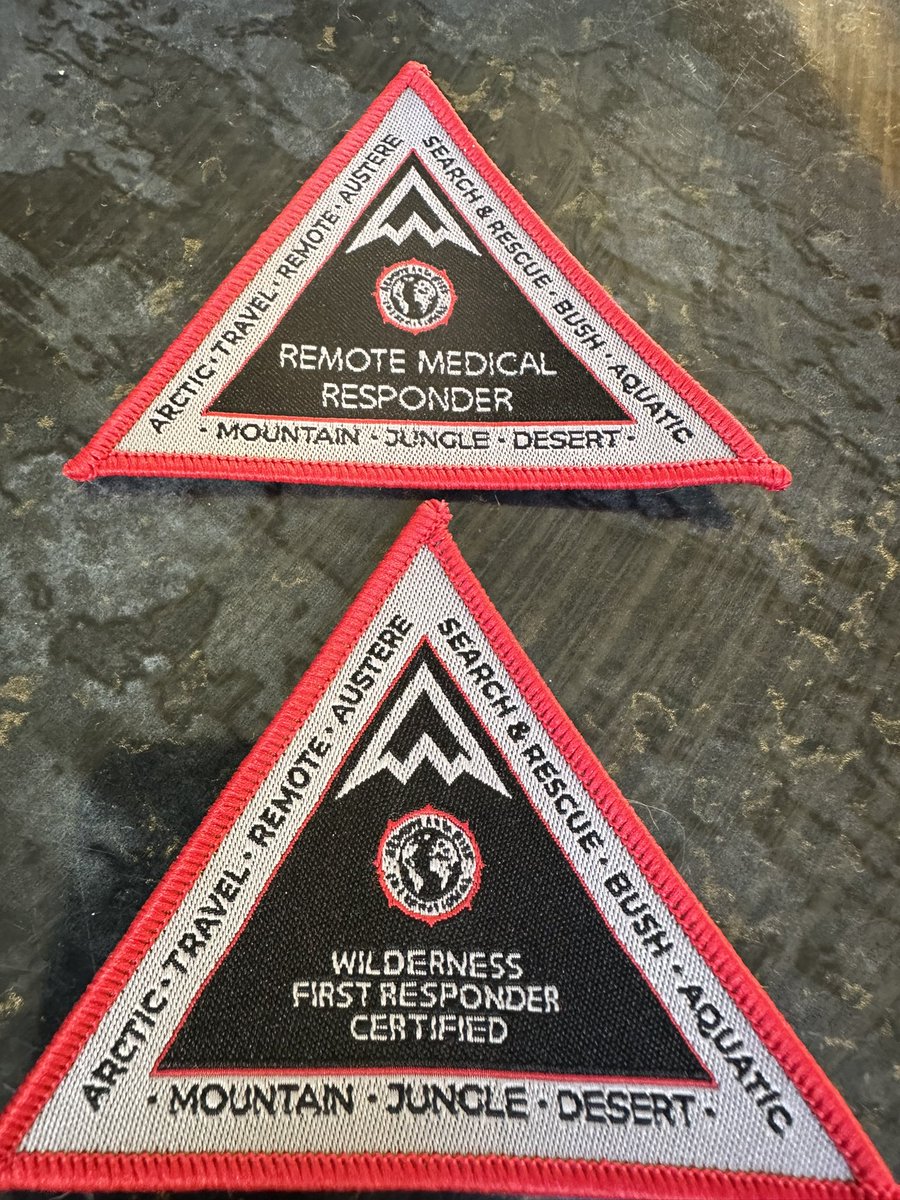 ARCTIC • TRAVEL • REMOTE • AUSTERE
SEARCH & RESCUE • BUSH • AQUATIC
REMOTE MEDICAL
RESPONDER
• MOUNTAIN • JUNGLE • DESERT •
ARCTIC • TRAVEL • REMOTE • AUSTERE
SEARCH & RESCUE • BUSH • AQUATIC
WILDERNESS
FIRST RESPONDER
CERTIFIED
• MOUNTAIN • JUNGLE • DESERT •